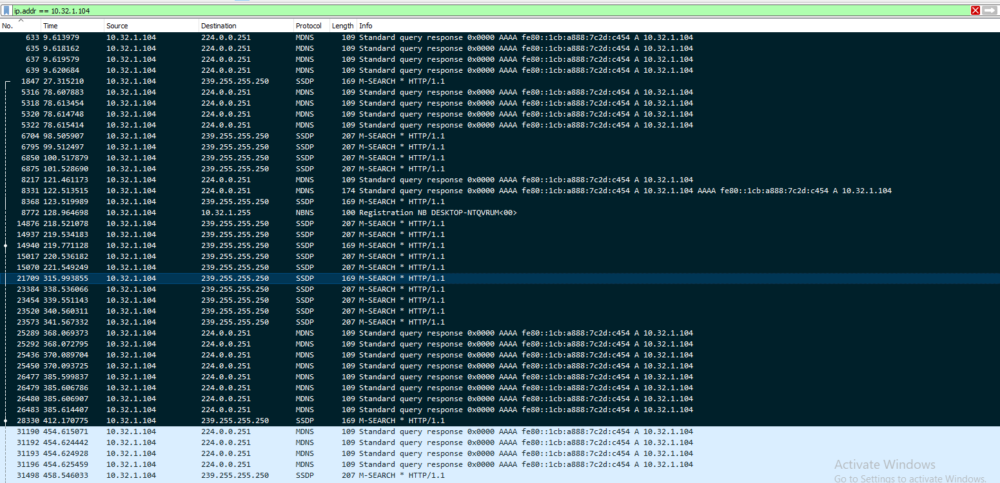 ip.addr == 10.32.1.104
No. Time Source Destination Protocol Length Info
633 9.613979 10.32.1.104 224.0.0.251 MDNS 109 Standard query response 0x0000 AAAA fe80::1cb:a888:7c2d:c454 A 10.32.1.104
635 9.618162 10.32.1.104 224.0.0.251 MDNS 109 Standard query response 0x0000 AAAA fe80::1cb:a888:7c2d:c454 A 10.32.1.104
637 9.619579 10.32.1.104 224.0.0.251 MDNS 109 Standard query response 0x0000 AAAA fe80::1cb:a888:7c2d:c454 A 10.32.1.104
639 9.620684 10.32.1.104 224.0.0.251 MDNS 109 Standard query response 0x0000 AAAA fe80::1cb:a888:7c2d:c454 A 10.32.1.104
1847 27.315210 10.32.1.104 239.255.255.250 SSDP 169 M-SEARCH * HTTP/1.1
5316 78.607883 10.32.1.104 224.0.0.251 MDNS 109 Standard query response 0x0000 AAAA fe80::1cb:a888:7c2d:c454 A 10.32.1.104
5318 78.613454 10.32.1.104 224.0.0.251 MDNS 109 Standard query response 0x0000 AAAA fe80::1cb:a888:7c2d:c454 A 10.32.1.104
5320 78.614748 10.32.1.104 224.0.0.251 MDNS 109 Standard query response 0x0000 AAAA fe80::1cb:a888:7c2d:c454 A 10.32.1.104
5322 78.615414 10.32.1.104 224.0.0.251 MDNS 109 Standard query response 0x0000 AAAA fe80::1cb:a888:7c2d:c454 A 10.32.1.104
6704 98.505907 10.32.1.104 239.255.255.250 SSDP 207 M-SEARCH * HTTP/1.1
6795 99.512497 10.32.1.104 239.255.255.250 SSDP 207 M-SEARCH * HTTP/1.1
6850 100.517879 10.32.1.104 239.255.255.250 SSDP 207 M-SEARCH * HTTP/1.1
6875 101.528690 10.32.1.104 239.255.255.250 SSDP 207 M-SEARCH * HTTP/1.1
8217 121.461173 10.32.1.104 224.0.0.251 MDNS 109 Standard query response 0x0000 AAAA fe80::1cb:a888:7c2d:c454 A 10.32.1.104
8331 122.513515 10.32.1.104 224.0.0.251 MDNS 174 Standard query response 0x0000 AAAA fe80::1cb:a888:7c2d:c454 A 10.32.1.104 AAAA fe80::1cb:a888:7c2d:c454 A 10.32.1.104
8368 123.519989 10.32.1.104 239.255.255.250 SSDP 169 M-SEARCH * HTTP/1.1
8772 128.964698 10.32.1.104 10.32.1.255 NBNS 100 Registration NB DESKTOP-NTQVRUM<00>
14876 218.521078 10.32.1.104 239.255.255.250 SSDP 207 M-SEARCH * HTTP/1.1
14937 219.534183 10.32.1.104 239.255.255.250 SSDP 207 M-SEARCH * HTTP/1.1
14940 219.771128 10.32.1.104 239.255.255.250 SSDP 169 M-SEARCH * HTTP/1.1
15017 220.536182 10.32.1.104 239.255.255.250 SSDP 207 M-SEARCH * HTTP/1.1
15070 221.549249 10.32.1.104 239.255.255.250 SSDP 207 M-SEARCH * HTTP/1.1
21709 315.993855 10.32.1.104 239.255.255.250 SSDP 169 M-SEARCH * HTTP/1.1
23384 338.536066 10.32.1.104 239.255.255.250 SSDP 207 M-SEARCH * HTTP/1.1
23454 339.551143 10.32.1.104 239.255.255.250 SSDP 207 M-SEARCH * HTTP/1.1
23520 340.560311 10.32.1.104 239.255.255.250 SSDP 207 M-SEARCH * HTTP/1.1
23573 341.567332 10.32.1.104 239.255.255.250 SSDP 207 M-SEARCH * HTTP/1.1
25289 368.069373 10.32.1.104 224.0.0.251 MDNS 109 Standard query response 0x0000 AAAA fe80::1cb:a888:7c2d:c454 A 10.32.1.104
25292 368.072795 10.32.1.104 224.0.0.251 MDNS 109 Standard query response 0x0000 AAAA fe80::1cb:a888:7c2d:c454 A 10.32.1.104
25436 370.089704 10.32.1.104 224.0.0.251 MDNS 109 Standard query response 0x0000 AAAA fe80::1cb:a888:7c2d:c454 A 10.32.1.104
25450 370.093725 10.32.1.104 224.0.0.251 MDNS 109 Standard query response 0x0000 AAAA fe80::1cb:a888:7c2d:c454 A 10.32.1.104
26477 385.599837 10.32.1.104 224.0.0.251 MDNS 109 Standard query response 0x0000 AAAA fe80::1cb:a888:7c2d:c454 A 10.32.1.104
26479 385.606786 10.32.1.104 224.0.0.251 MDNS 109 Standard query response 0x0000 AAAA fe80::1cb:a888:7c2d:c454 A 10.32.1.104
26480 385.606907 10.32.1.104 224.0.0.251 MDNS 109 Standard query response 0x0000 AAAA fe80::1cb:a888:7c2d:c454 A 10.32.1.104
26483 385.614407 10.32.1.104 224.0.0.251 MDNS 109 Standard query response 0x0000 AAAA fe80::1cb:a888:7c2d:c454 A 10.32.1.104
28330 412.170775 10.32.1.104 239.255.255.250 SSDP 169 M-SEARCH * HTTP/1.1
31190 454.615071 10.32.1.104 224.0.0.251 MDNS 109 Standard query response 0x0000 AAAA fe80::1cb:a888:7c2d:c454 A 10.32.1.104
31192 454.624442 10.32.1.104 224.0.0.251 MDNS 109 Standard query response 0x0000 AAAA fe80::1cb:a888:7c2d:c454 A 10.32.1.104
31193 454.624928 10.32.1.104 224.0.0.251 MDNS 109 Standard query response 0x0000 AAAA fe80::1cb:a888:7c2d:c454 A 10.32.1.104
31196 454.625459 10.32.1.104 224.0.0.251 MDNS 109 Standard query response 0x0000 AAAA fe80::1cb:a888:7c2d:c454 A 10.32.1.104
31498 458.546033 10.32.1.104 239.255.255.250 SSDP 207 M-SEARCH * HTTP/1.1
Activate Windows
Go to Settings to activate Windows.